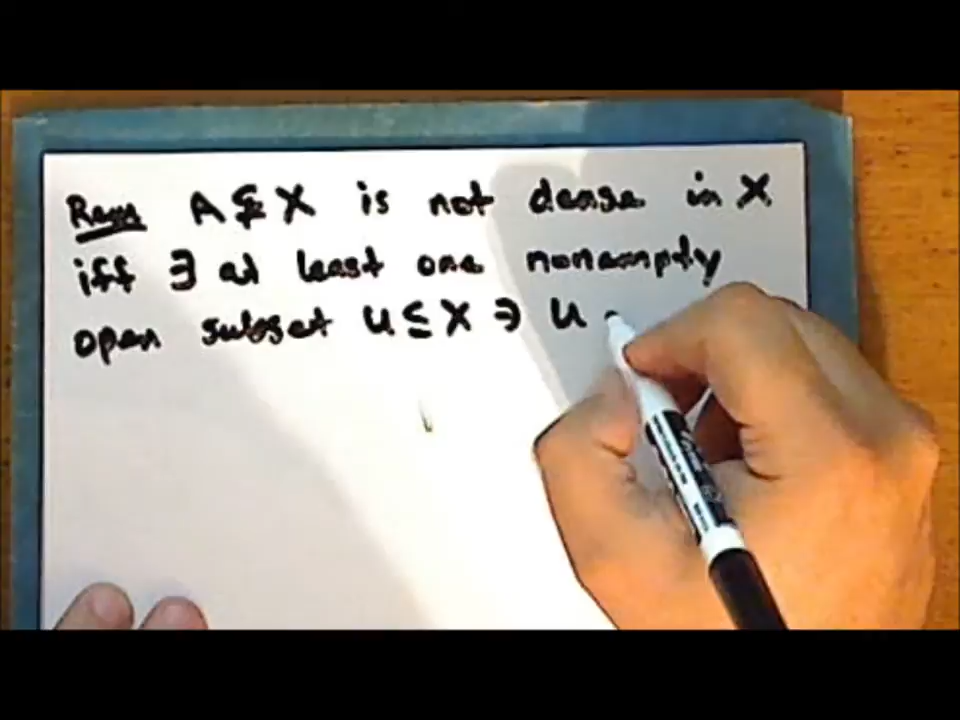 Rem A ⊊ X is not dense in X
iff ∃ at least one nonempty
open subset U ⊆ X ∋ U